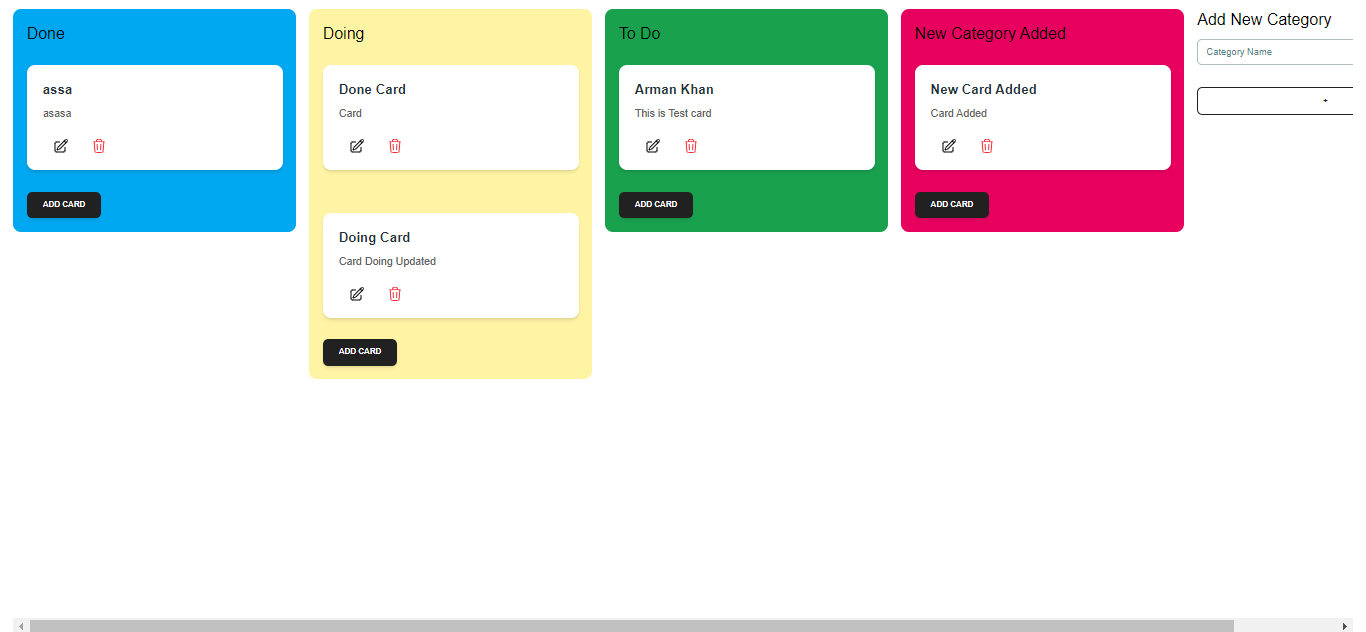 Done
assa
asasa
ADD CARD
Doing
Done Card
Card
Doing Card
Card Doing Updated
ADD CARD
To Do
Arman Khan
This is Test card
ADD CARD
New Category Added
New Card Added
Card Added
ADD CARD
Add New Category
Category Name
+